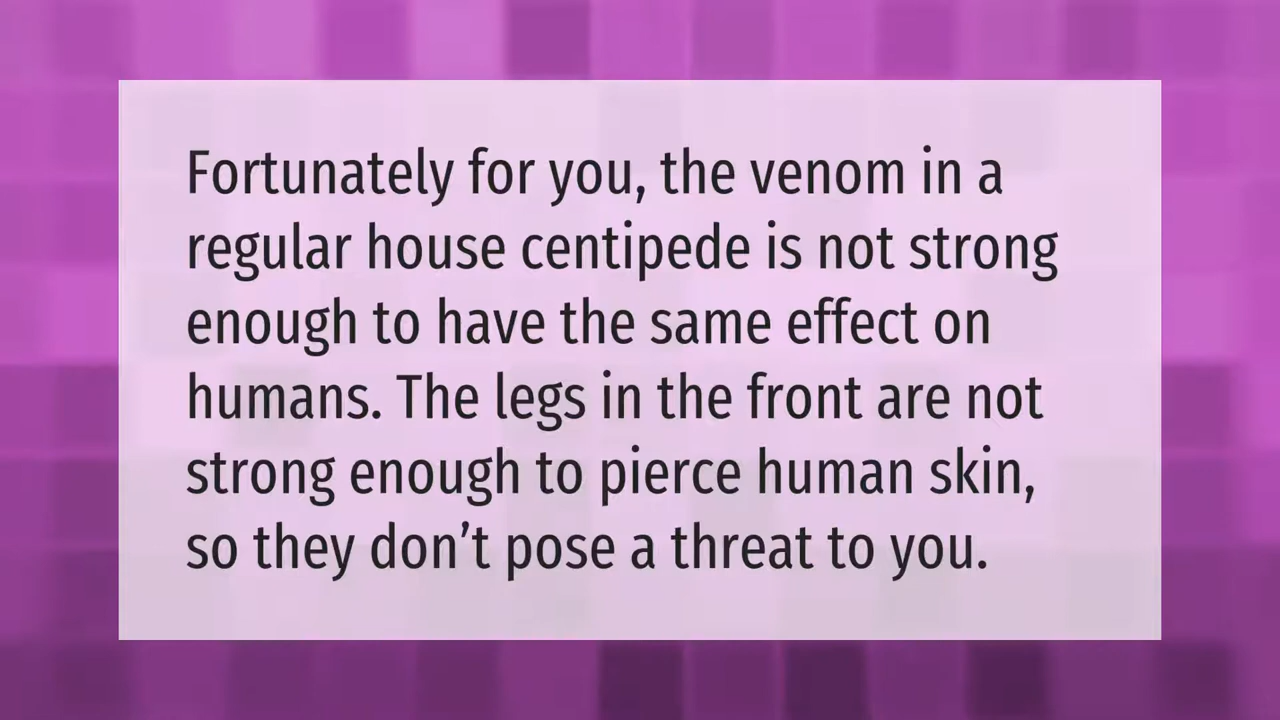 Fortunately for you, the venom in a
regular house centipede is not strong
enough to have the same effect on
humans. The legs in the front are not
strong enough to pierce human skin,
so they don’t pose a threat to you.